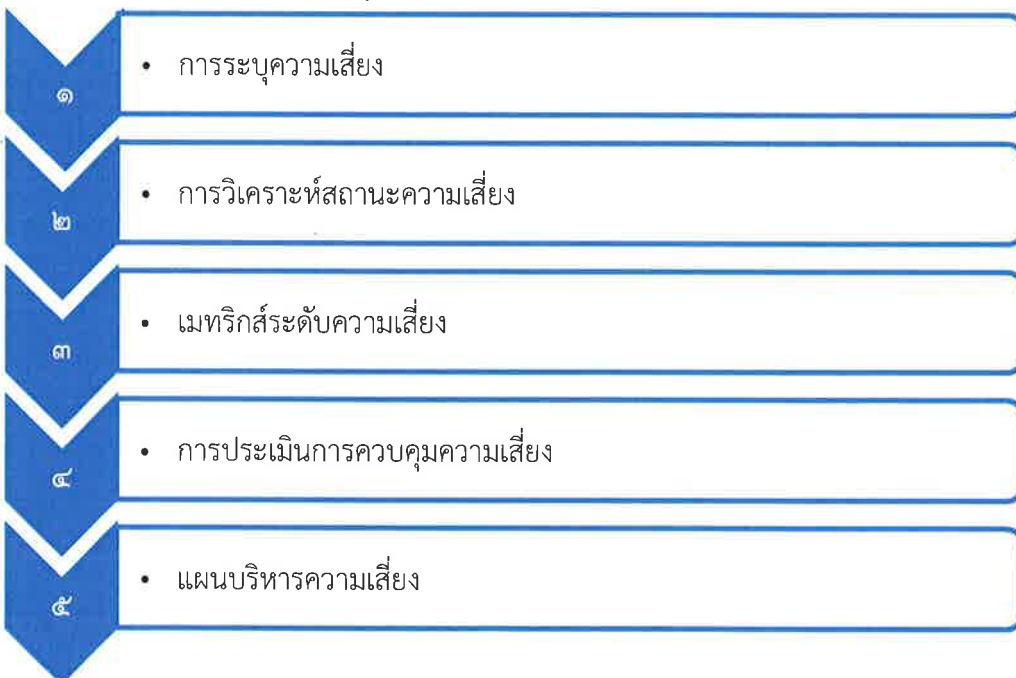 ๑
• การระบุความเสี่ยง
๒
• การวิเคราะห์สถานะความเสี่ยง
๓
• เมทริกส์ระดับความเสี่ยง
๔
• การประเมินการควบคุมความเสี่ยง
๕
• แผนบริหารความเสี่ยง